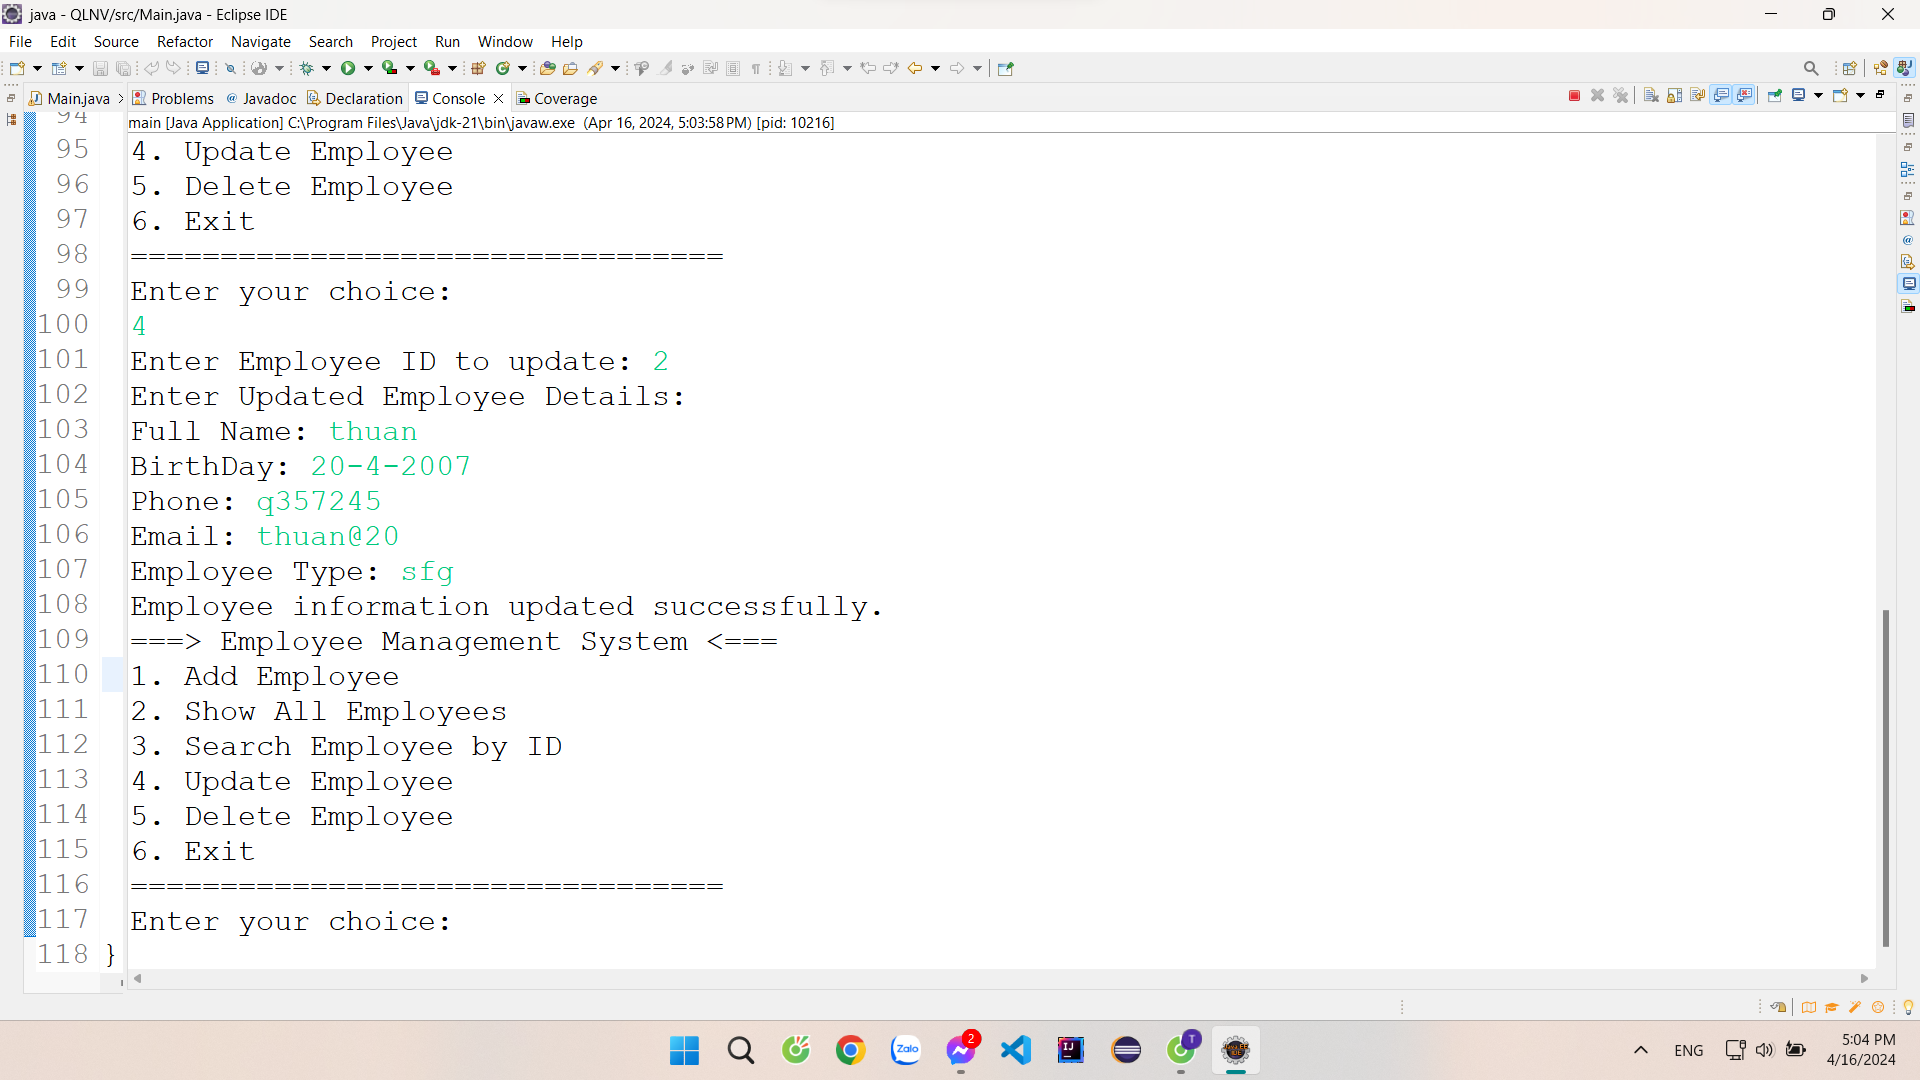 java - QLNV/src/Main.java - Eclipse IDE
File Edit Source Refactor Navigate Search Project Run Window Help
Main.java Problems Javadoc Declaration Console Coverage
main [Java Application] C:\Program Files\Java\jdk-21\bin\javaw.exe (Apr 16, 2024, 5:03:58 PM) [pid: 10216]
94
95 4. Update Employee
96 5. Delete Employee
97 6. Exit
98 =================================
99 Enter your choice:
100 4
101 Enter Employee ID to update: 2
102 Enter Updated Employee Details:
103 Full Name: thuan
104 BirthDay: 20-4-2007
105 Phone: q357245
106 Email: thuan@20
107 Employee Type: sfg
108 Employee information updated successfully.
109 ===> Employee Management System <===
110 1. Add Employee
111 2. Show All Employees
112 3. Search Employee by ID
113 4. Update Employee
114 5. Delete Employee
115 6. Exit
116 =================================
117 Enter your choice:
118 }
Zalo 2 IJ T ENG 5:04 PM
4/16/2024